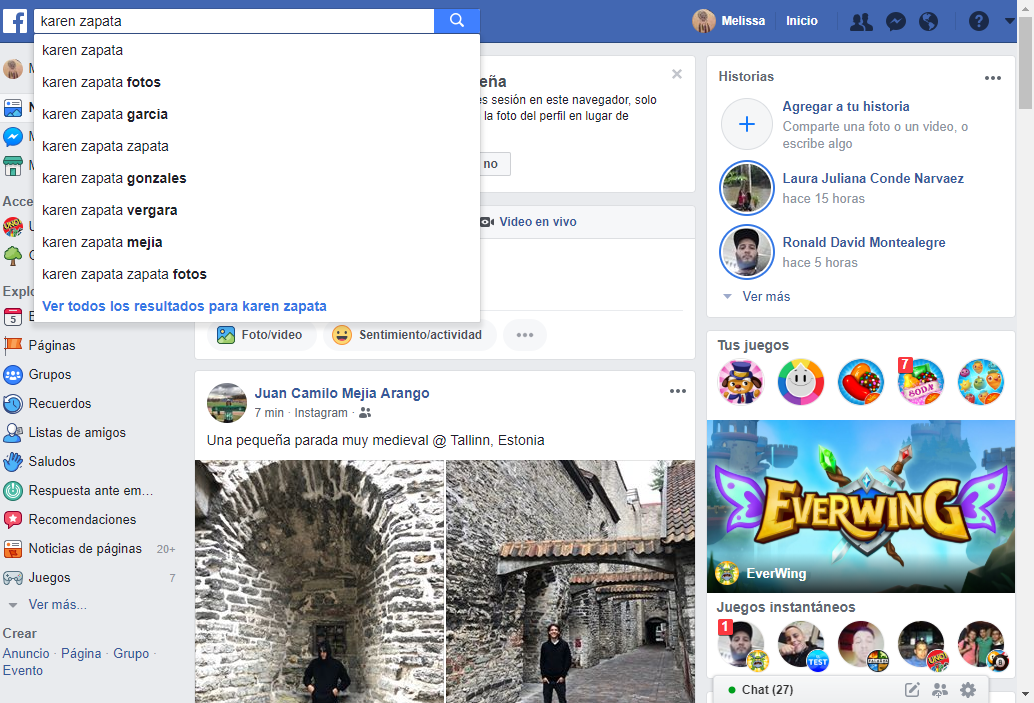 karen zapata
Melissa
Inicio
karen zapata
karen zapata fotos
karen zapata garcia
karen zapata zapata
karen zapata gonzales
karen zapata vergara
karen zapata mejia
karen zapata zapata fotos
Ver todos los resultados para karen zapata
Acce
Explo
5
Páginas
Grupos
Recuerdos
Listas de amigos
Saludos
Respuesta ante em...
Recomendaciones
Noticias de páginas 20+
Juegos 7
Ver más...
Crear
Anuncio · Página · Grupo ·
Evento
eña
es sesión en este navegador, solo
la foto del perfil en lugar de
no
Video en vivo
Foto/video
Sentimiento/actividad
Juan Camilo Mejia Arango
7 min · Instagram ·
Una pequeña parada muy medieval @ Tallinn, Estonia
Historias
Agregar a tu historia
Comparte una foto o un video, o
escribe algo
Laura Juliana Conde Narvaez
hace 15 horas
Ronald David Montealegre
hace 5 horas
Ver más
Tus juegos
7
SODA
EVERWING
EverWing
Juegos instantáneos
1
TEST
UNO
8
Chat (27)